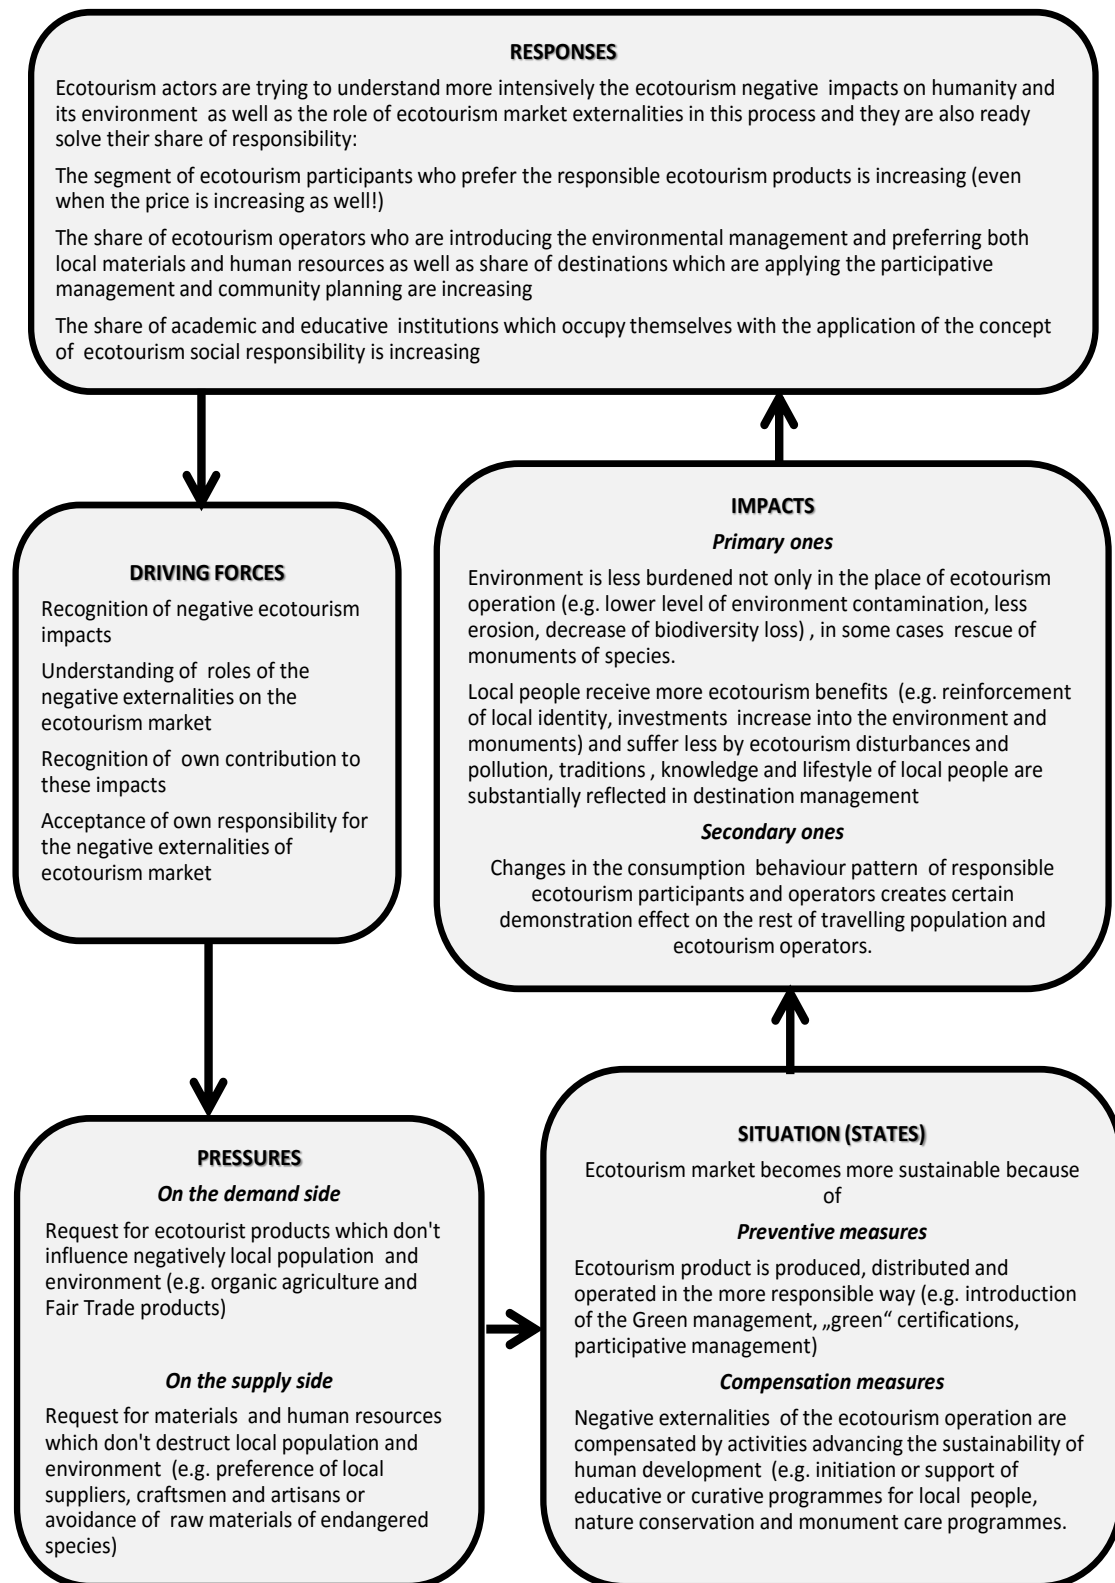 RESPONSES
Ecotourism actors are trying to understand more intensively the ecotourism negative impacts on humanity and
its environment as well as the role of ecotourism market externalities in this process and they are also ready
solve their share of responsibility:
The segment of ecotourism participants who prefer the responsible ecotourism products is increasing (even
when the price is increasing as well!)
The share of ecotourism operators who are introducing the environmental management and preferring both
local materials and human resources as well as share of destinations which are applying the participative
management and community planning are increasing
The share of academic and educative institutions which occupy themselves with the application of the concept
of ecotourism social responsibility is increasing
DRIVING FORCES
Recognition of negative ecotourism
impacts
Understanding of roles of the
negative externalities on the
ecotourism market
Recognition of own contribution to
these impacts
Acceptance of own responsibility for
the negative externalities of
ecotourism market
IMPACTS
Primary ones
Environment is less burdened not only in the place of ecotourism
operation (e.g. lower level of environment contamination, less
erosion, decrease of biodiversity loss) , in some cases rescue of
monuments of species.
Local people receive more ecotourism benefits (e.g. reinforcement
of local identity, investments increase into the environment and
monuments) and suffer less by ecotourism disturbances and
pollution, traditions , knowledge and lifestyle of local people are
substantially reflected in destination management
Secondary ones
Changes in the consumption behaviour pattern of responsible
ecotourism participants and operators creates certain
demonstration effect on the rest of travelling population and
ecotourism operators.
PRESSURES
On the demand side
Request for ecotourist products which don't
influence negatively local population and
environment (e.g. organic agriculture and
Fair Trade products)
On the supply side
Request for materials and human resources
which don't destruct local population and
environment (e.g. preference of local
suppliers, craftsmen and artisans or
avoidance of raw materials of endangered
species)
SITUATION (STATES)
Ecotourism market becomes more sustainable because
of
Preventive measures
Ecotourism product is produced, distributed and
operated in the more responsible way (e.g. introduction
of the Green management, „green“ certifications,
participative management)
Compensation measures
Negative externalities of the ecotourism operation are
compensated by activities advancing the sustainability of
human development (e.g. initiation or support of
educative or curative programmes for local people,
nature conservation and monument care programmes.